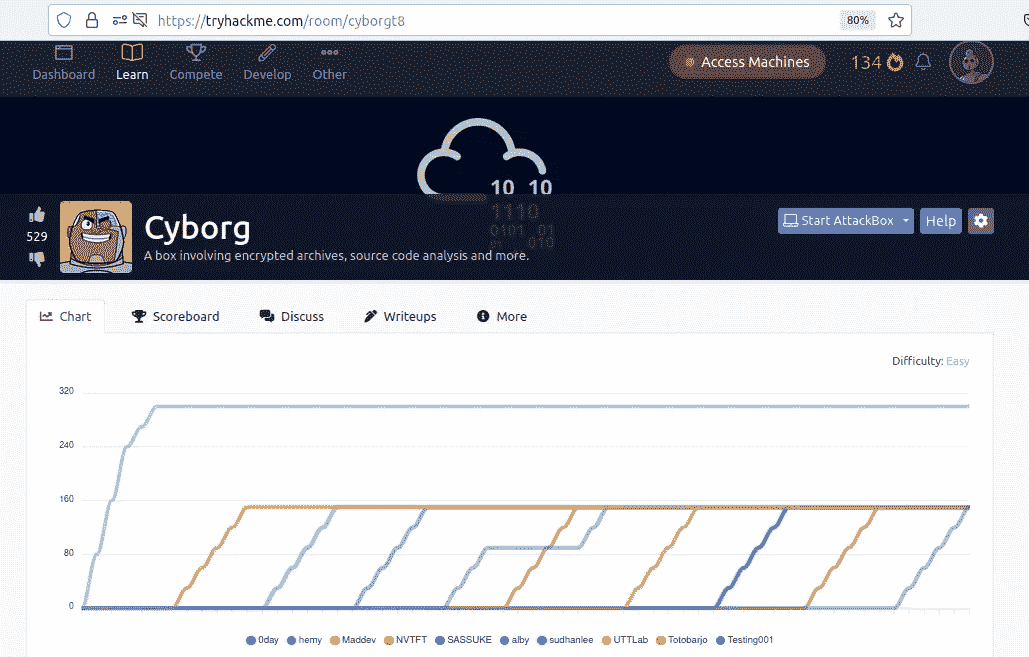 https://tryhackme.com/room/cyborgt8 80%
Dashboard Learn Compete Develop Other Access Machines 134
10 10
1110
0101 01
01 010
529 Cyborg Start AttackBox Help
A box involving encrypted archives, source code analysis and more.
Chart Scoreboard Discuss Writeups More
Difficulty: Easy
320
240
160
80
0
0day hemy Maddev NVTFT SASSUKE alby sudhanlee UTTLab Totobarjo Testing001